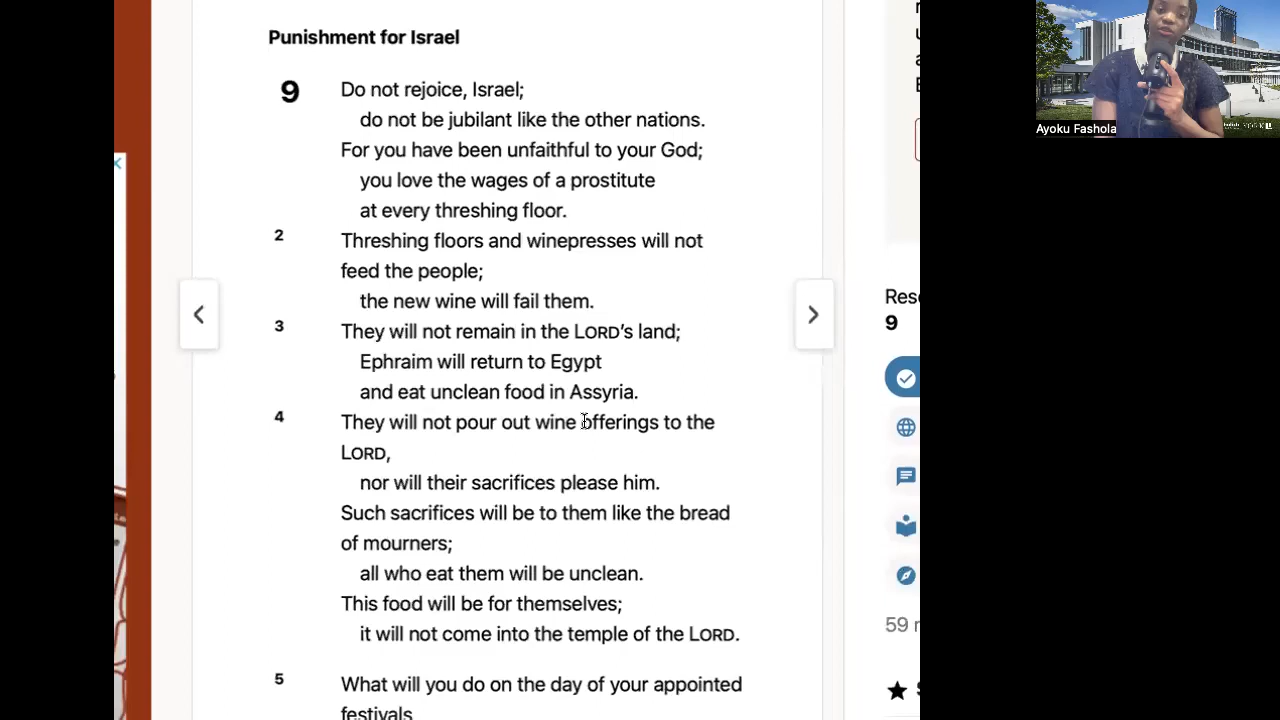 Punishment for Israel
9 Do not rejoice, Israel;
do not be jubilant like the other nations.
For you have been unfaithful to your God;
you love the wages of a prostitute
at every threshing floor.
2 Threshing floors and winepresses will not
feed the people;
the new wine will fail them.
3 They will not remain in the LORD’s land;
Ephraim will return to Egypt
and eat unclean food in Assyria.
4 They will not pour out wine offerings to the
LORD,
nor will their sacrifices please him.
Such sacrifices will be to them like the bread
of mourners;
all who eat them will be unclean.
This food will be for themselves;
it will not come into the temple of the LORD.
5 What will you do on the day of your appointed
festivals
Ayoku Fashola
9
59